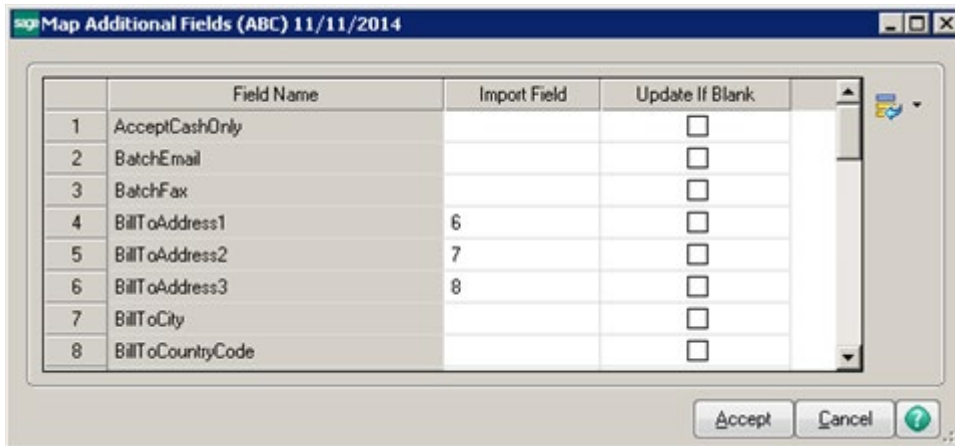 sage Map Additional Fields (ABC) 11/11/2014
Field Name Import Field Update If Blank
1 AcceptCashOnly
2 BatchEmail
3 BatchFax
4 BillToAddress1 6
5 BillToAddress2 7
6 BillToAddress3 8
7 BillToCity
8 BillToCountryCode
Accept Cancel ?